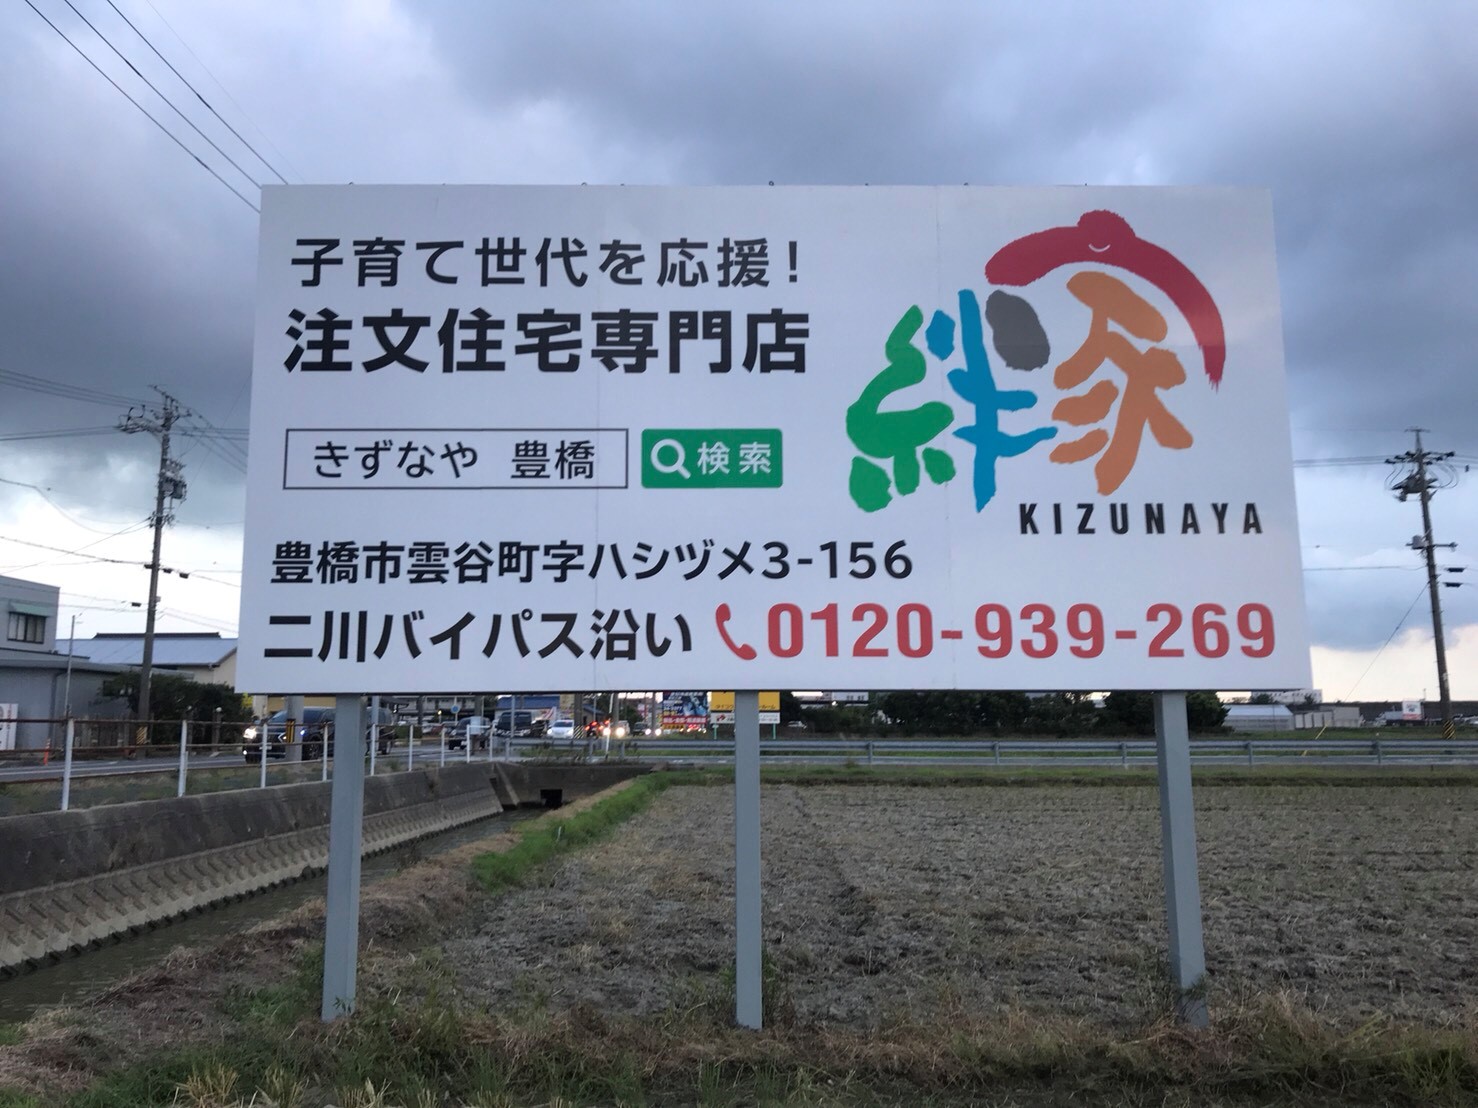 子育て世代を応援!
注文住宅専門店
きずなや 豊橋 検索
絆家
KIZUNAYA
豊橋市雲谷町字ハシヅメ3-156
二川バイパス沿い 0120-939-269